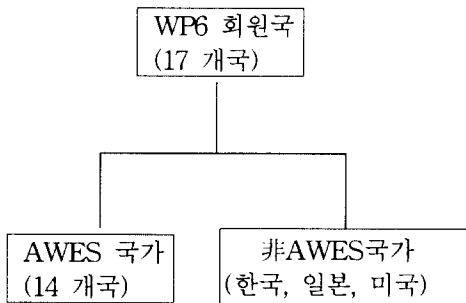 WP6 회원국
(17 개국)
AWES 국가
(14 개국)
非AWES국가
(한국, 일본, 미국)